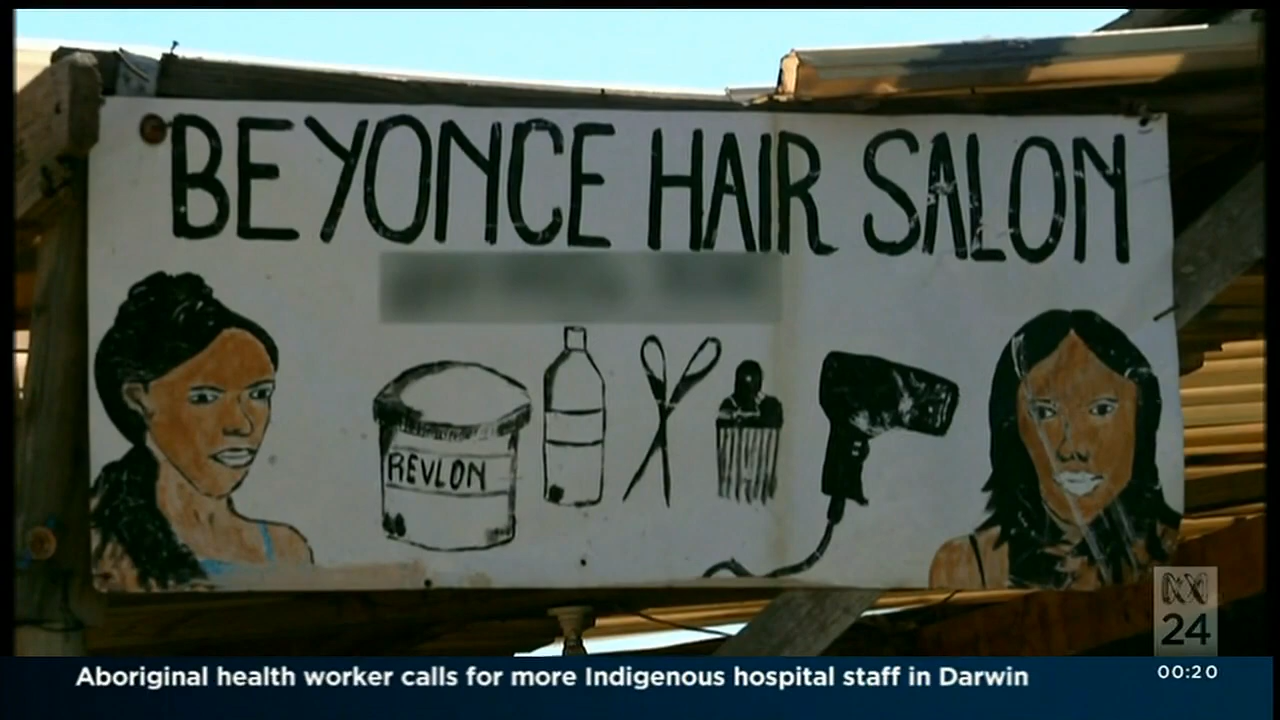 BEYONCE HAIR SALON
REVLON
24
00:20
Aboriginal health worker calls for more Indigenous hospital staff in Darwin